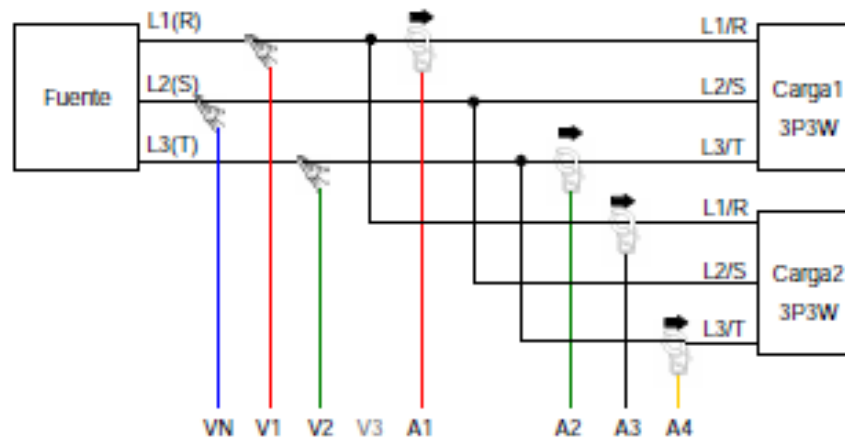 L1(R)
L1/R
L2(S)
L2/S
Fuente
Carga1
3P3W
L3(T)
L3/T
L1/R
L2/S
Carga2
3P3W
L3/T
VN V1 V2 V3 A1 A2 A3 A4